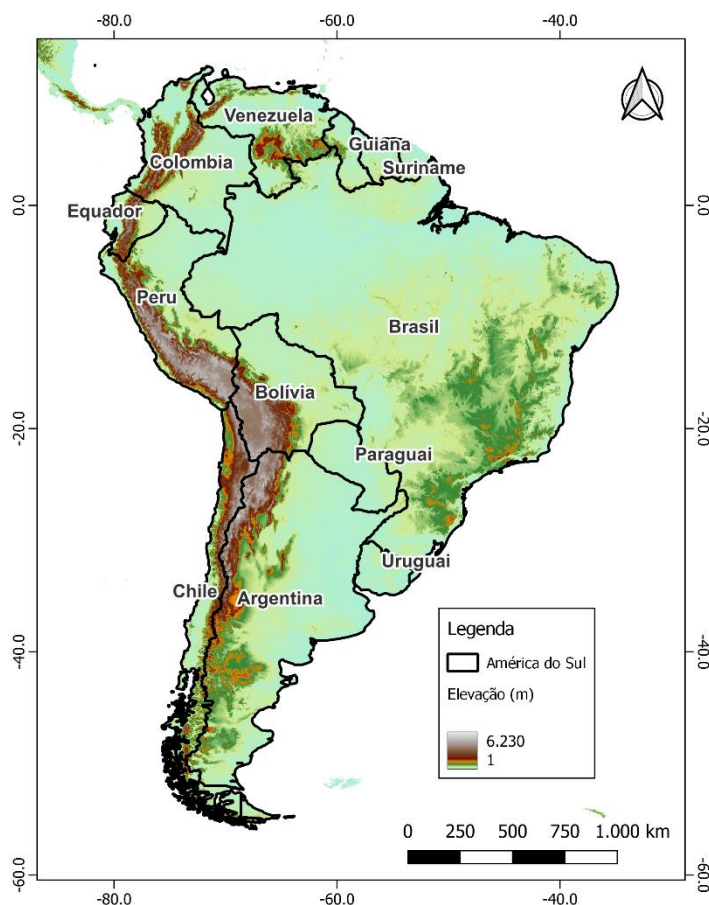 -80.0 -60.0 -40.0
Venezuela
Guiana
Colombia
Suriname
0.0 0.0
Equador
Peru
Brasil
Bolívia
-20.0 -20.0
Paraguai
Uruguai
Chile
Argentina
Legenda
América do Sul
-40.0 -40.0
Elevação (m)
6.230
1
0 250 500 750 1.000 km
-60.0 -60.0
-80.0 -60.0 -40.0